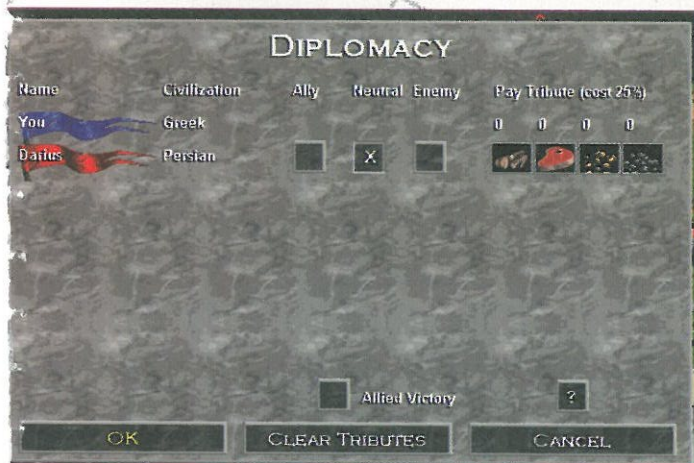 DIPLOMACY
Name Civilization Ally Neutral Enemy Pay Tribute (cost 25%)
You Greek 0 0 0 0
Darius Persian X
Allied Victory ?
OK CLEAR TRIBUTES CANCEL